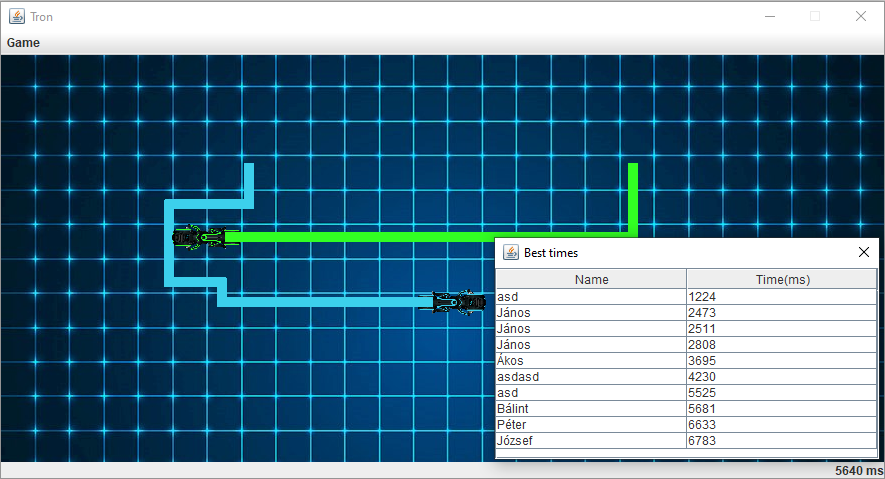 Tron
Game
Best times
Name Time(ms)
asd 1224
János 2473
János 2511
János 2808
Ákos 3695
asdasd 4230
asd 5525
Bálint 5681
Péter 6633
József 6783
5640 ms